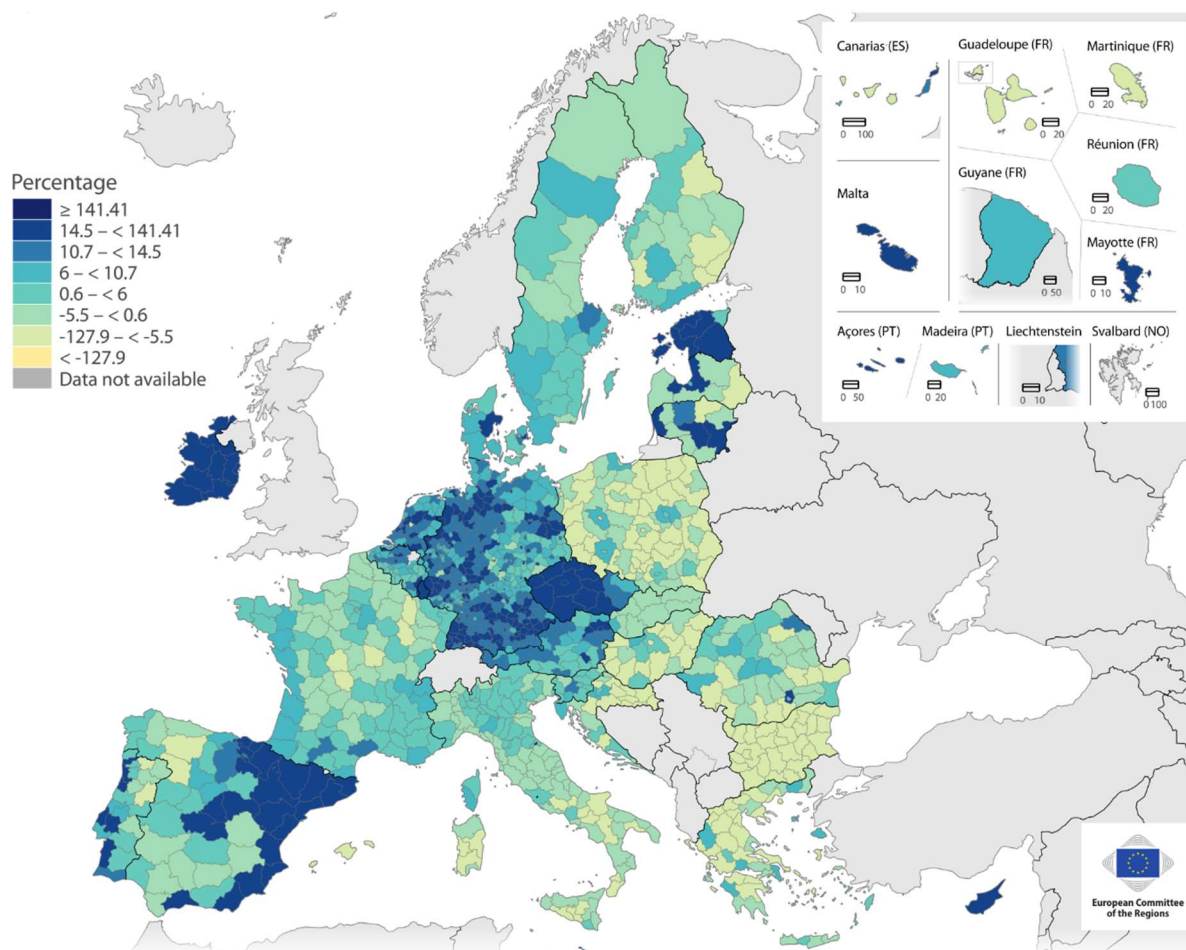 Percentage
≥ 141.41
14.5 – < 141.41
10.7 – < 14.5
6 – < 10.7
0.6 – < 6
-5.5 – < 0.6
-127.9 – < -5.5
< -127.9
Data not available
Canarias (ES)
0 100
Guadeloupe (FR)
0 20
Martinique (FR)
0 20
Réunion (FR)
0 20
Malta
0 10
Guyane (FR)
0 50
Mayotte (FR)
0 10
Açores (PT)
0 50
Madeira (PT)
0 20
Liechtenstein
0 10
Svalbard (NO)
0 100
European Committee
of the Regions